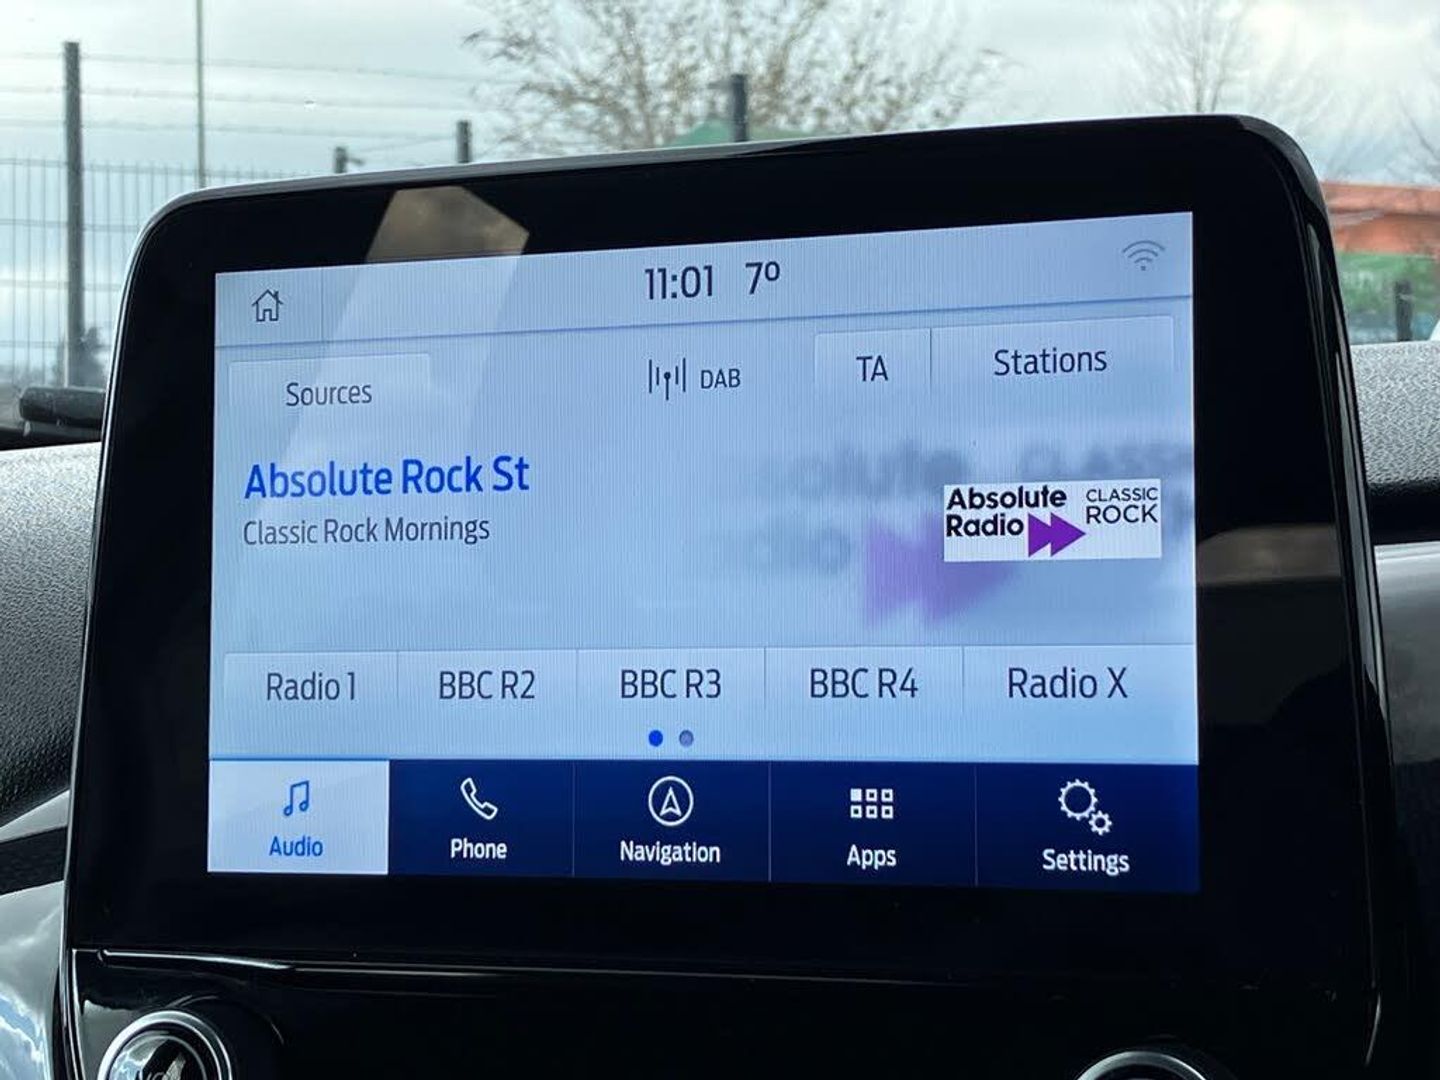 11:01 7º
Sources
DAB
TA
Stations
Absolute Rock St
Classic Rock Mornings
Absolute
Radio
CLASSIC
ROCK
Radio 1
BBC R2
BBC R3
BBC R4
Radio X
Audio
Phone
Navigation
Apps
Settings